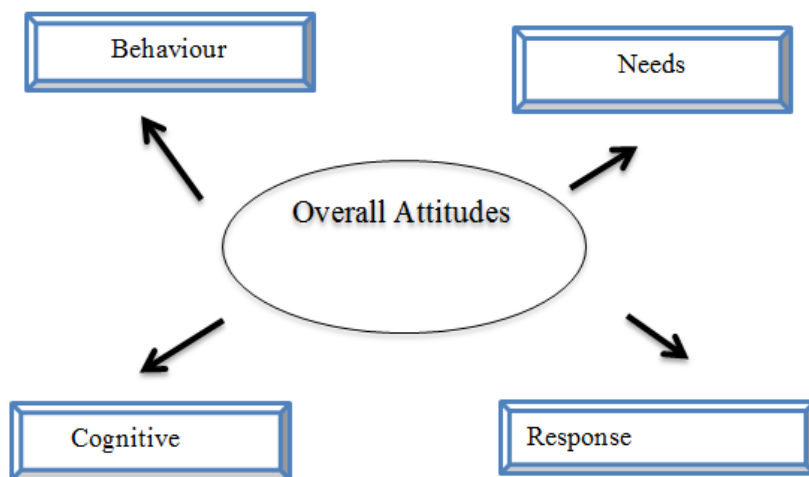 Behaviour
Needs
Overall Attitudes
Cognitive
Response